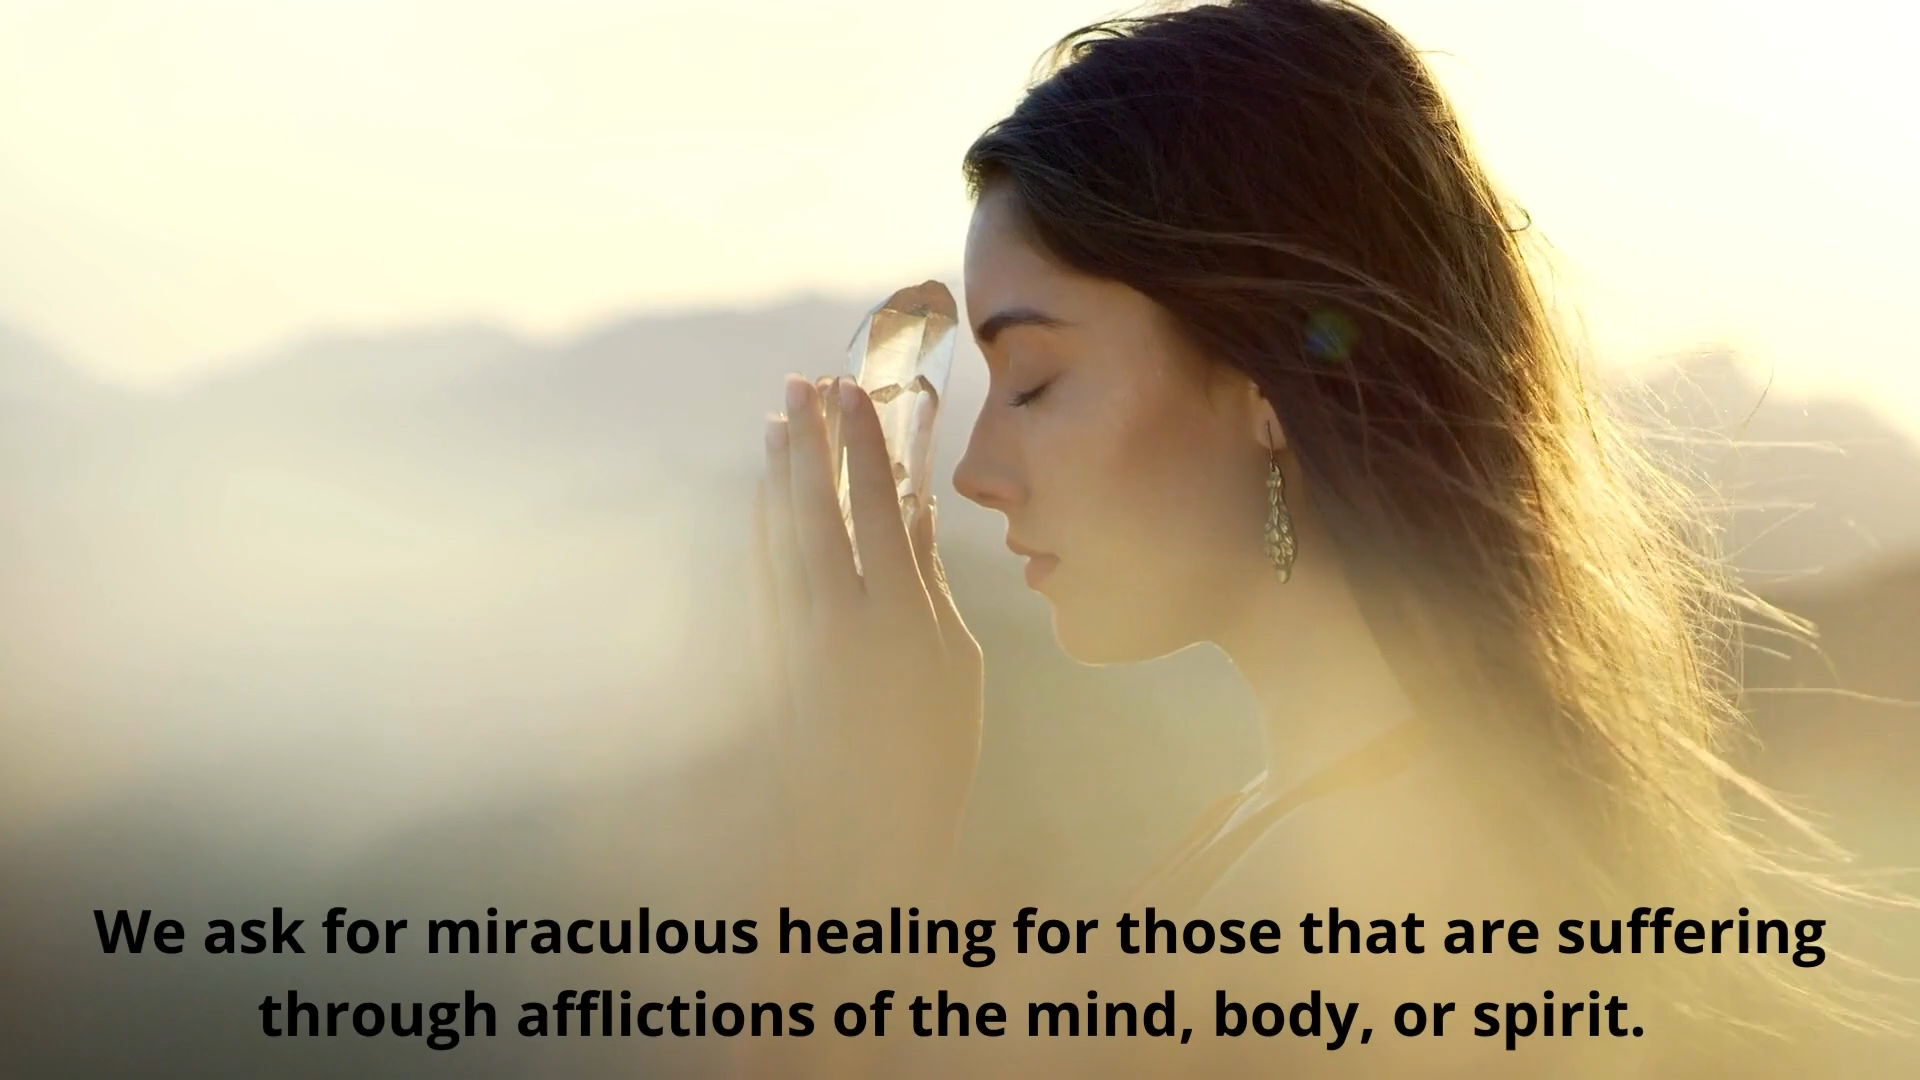 We ask for miraculous healing for those that are suffering
through afflictions of the mind, body, or spirit.